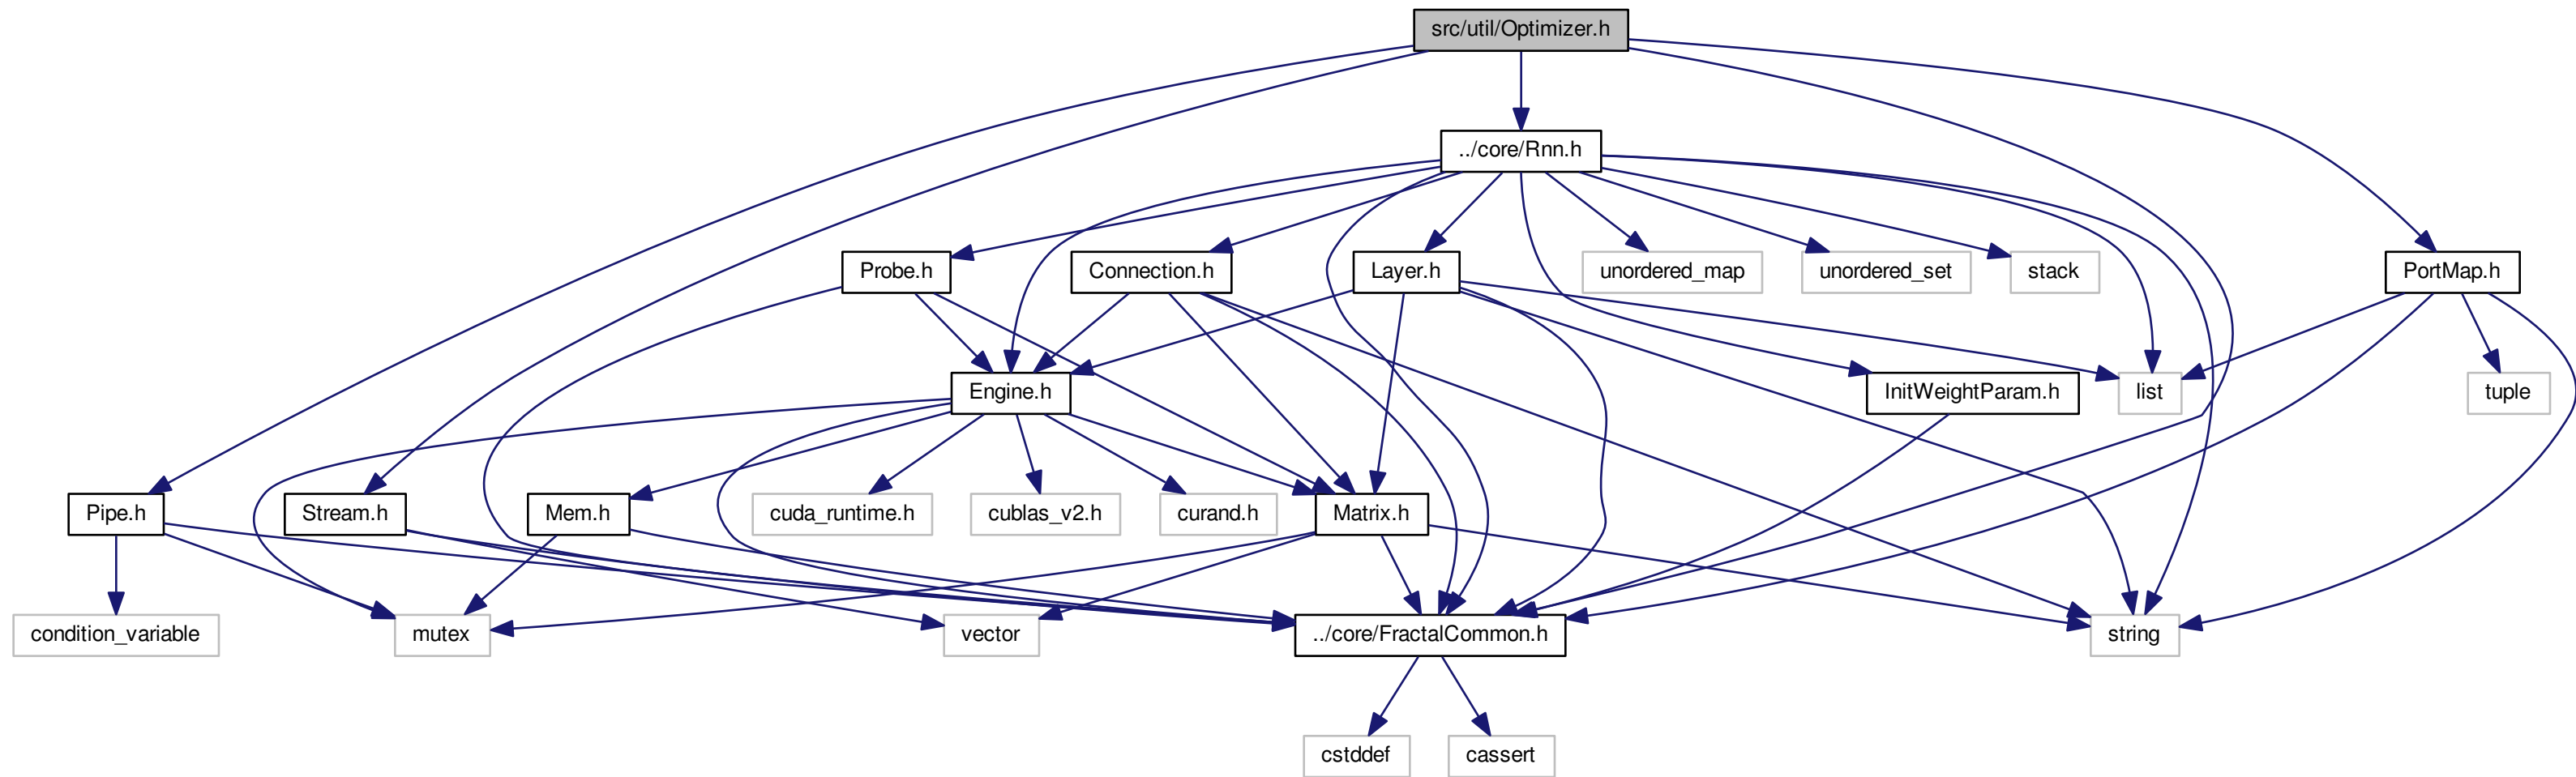 src/util/Optimizer.h
../core/Rnn.h
Probe.h
Connection.h
Layer.h
unordered_map
unordered_set
stack
PortMap.h
Engine.h
InitWeightParam.h
list
tuple
Pipe.h
Stream.h
Mem.h
cuda_runtime.h
cublas_v2.h
curand.h
Matrix.h
condition_variable
mutex
vector
../core/FractalCommon.h
string
cstddef
cassert